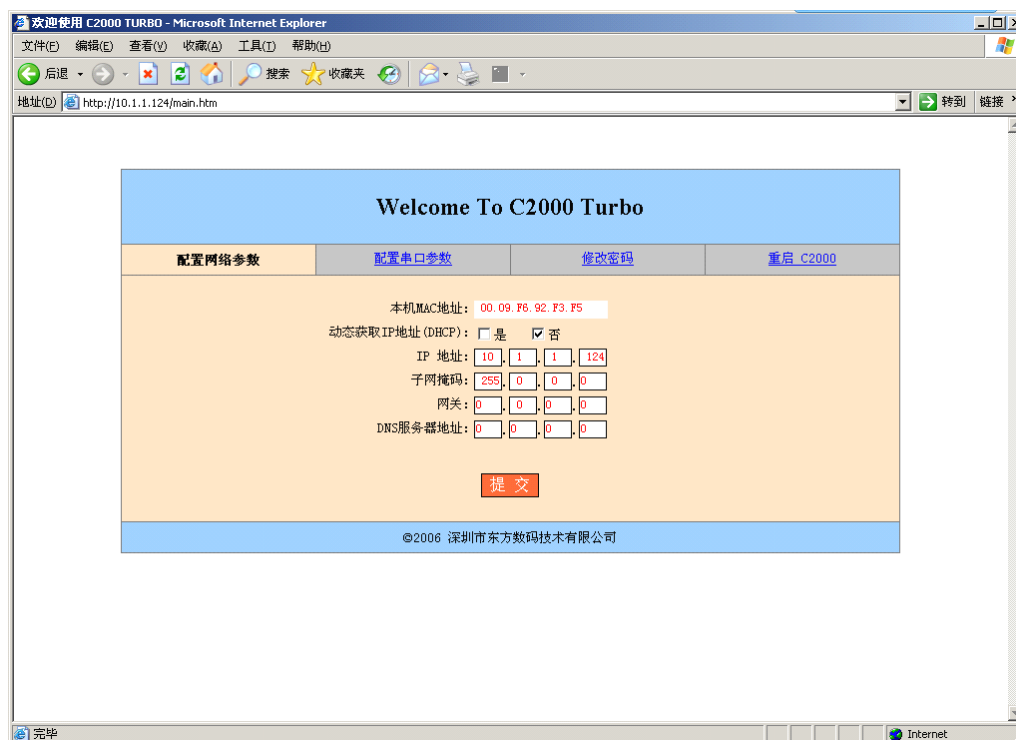 欢迎使用 C2000 TURBO - Microsoft Internet Explorer
文件(F) 编辑(E) 查看(V) 收藏(A) 工具(T) 帮助(H)
后退 搜索 收藏夹
地址(D) http://10.1.1.124/main.htm 转到 链接 »
Welcome To C2000 Turbo
配置网络参数 配置串口参数 修改密码 重启 C2000
本机MAC地址: 00.09.F6.92.F3.F5
动态获取IP地址(DHCP): 是 否
IP 地址: 10 . 1 . 1 . 124
子网掩码: 255 . 0 . 0 . 0
网关: 0 . 0 . 0 . 0
DNS服务器地址: 0 . 0 . 0 . 0
提 交
©2006 深圳市东方数码技术有限公司
完毕 Internet